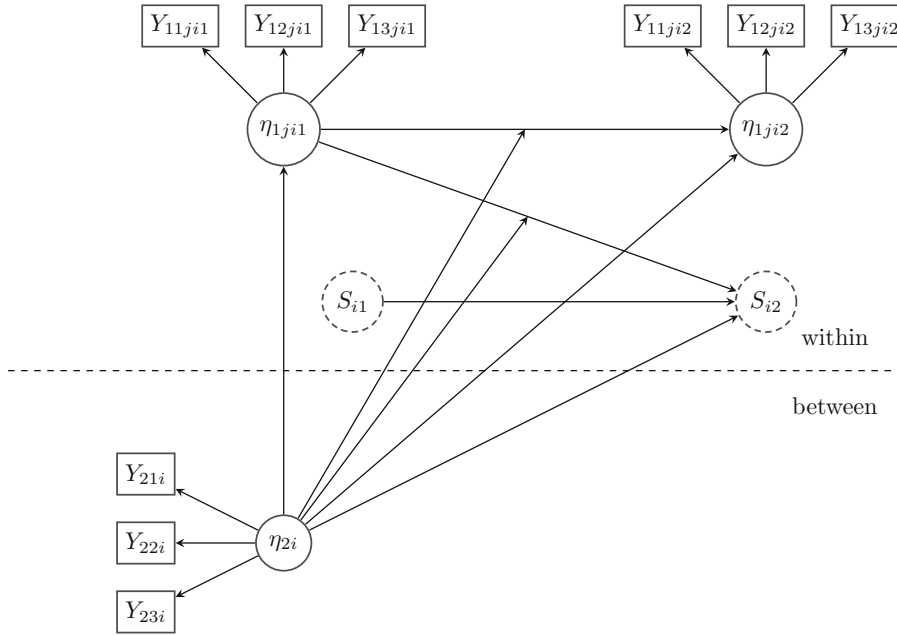 Y₁₁ⱼᵢ₁ Y₁₂ⱼᵢ₁ Y₁₃ⱼᵢ₁ Y₁₁ⱼᵢ₂ Y₁₂ⱼᵢ₂ Y₁₃ⱼᵢ₂
η₁ⱼᵢ₁ η₁ⱼᵢ₂
Sᵢ₁ Sᵢ₂
within
between
Y₂₁ᵢ
Y₂₂ᵢ η₂ᵢ
Y₂₃ᵢ